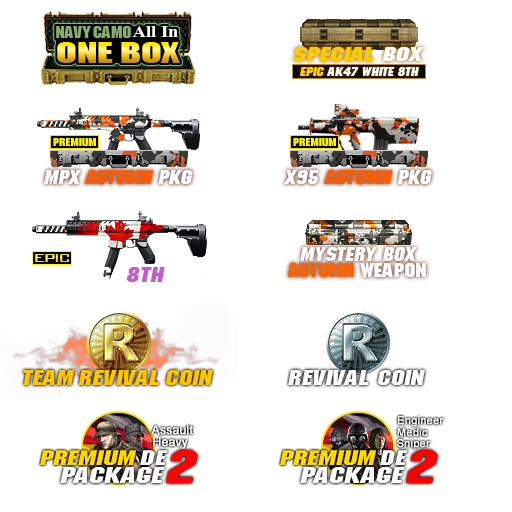 NAVY CAMO All In
ONE BOX
SPECIAL BOX
EPIC AK47 WHITE 8TH
PREMIUM
MPX AUTUMN PKG
PREMIUM
X95 AUTUMN PKG
EPIC
8TH
MYSTERY BOX
AUTUMN WEAPON
R
TEAM REVIVAL COIN
R
REVIVAL COIN
Assault
Heavy
PREMIUM DE
PACKAGE 2
Engineer
Medic
Sniper
PREMIUM DE
PACKAGE 2